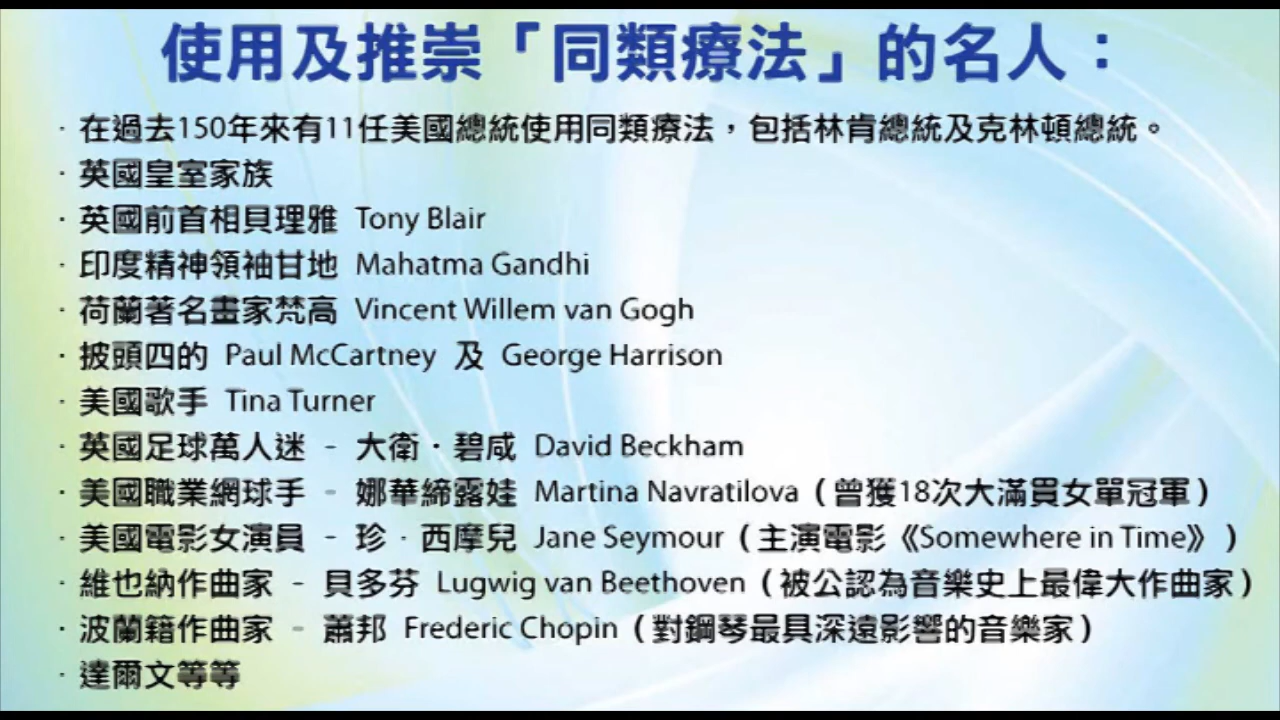 使用及推崇「同類療法」的名人：
· 在過去150年來有11任美國總統使用同類療法，包括林肯總統及克林頓總統。
· 英國皇室家族
· 英國前首相貝理雅 Tony Blair
· 印度精神領袖甘地 Mahatma Gandhi
· 荷蘭著名畫家梵高 Vincent Willem van Gogh
· 披頭四的 Paul McCartney 及 George Harrison
· 美國歌手 Tina Turner
· 英國足球萬人迷 - 大衛·碧咸 David Beckham
· 美國職業網球手 - 娜華締露娃 Martina Navratilova（曾獲18次大滿買女單冠軍）
· 美國電影女演員 - 珍·西摩兒 Jane Seymour（主演電影《Somewhere in Time》）
· 維也納作曲家 - 貝多芬 Lugwig van Beethoven（被公認為音樂史上最偉大作曲家）
· 波蘭籍作曲家 - 蕭邦 Frederic Chopin（對鋼琴最具深遠影響的音樂家）
· 達爾文等等